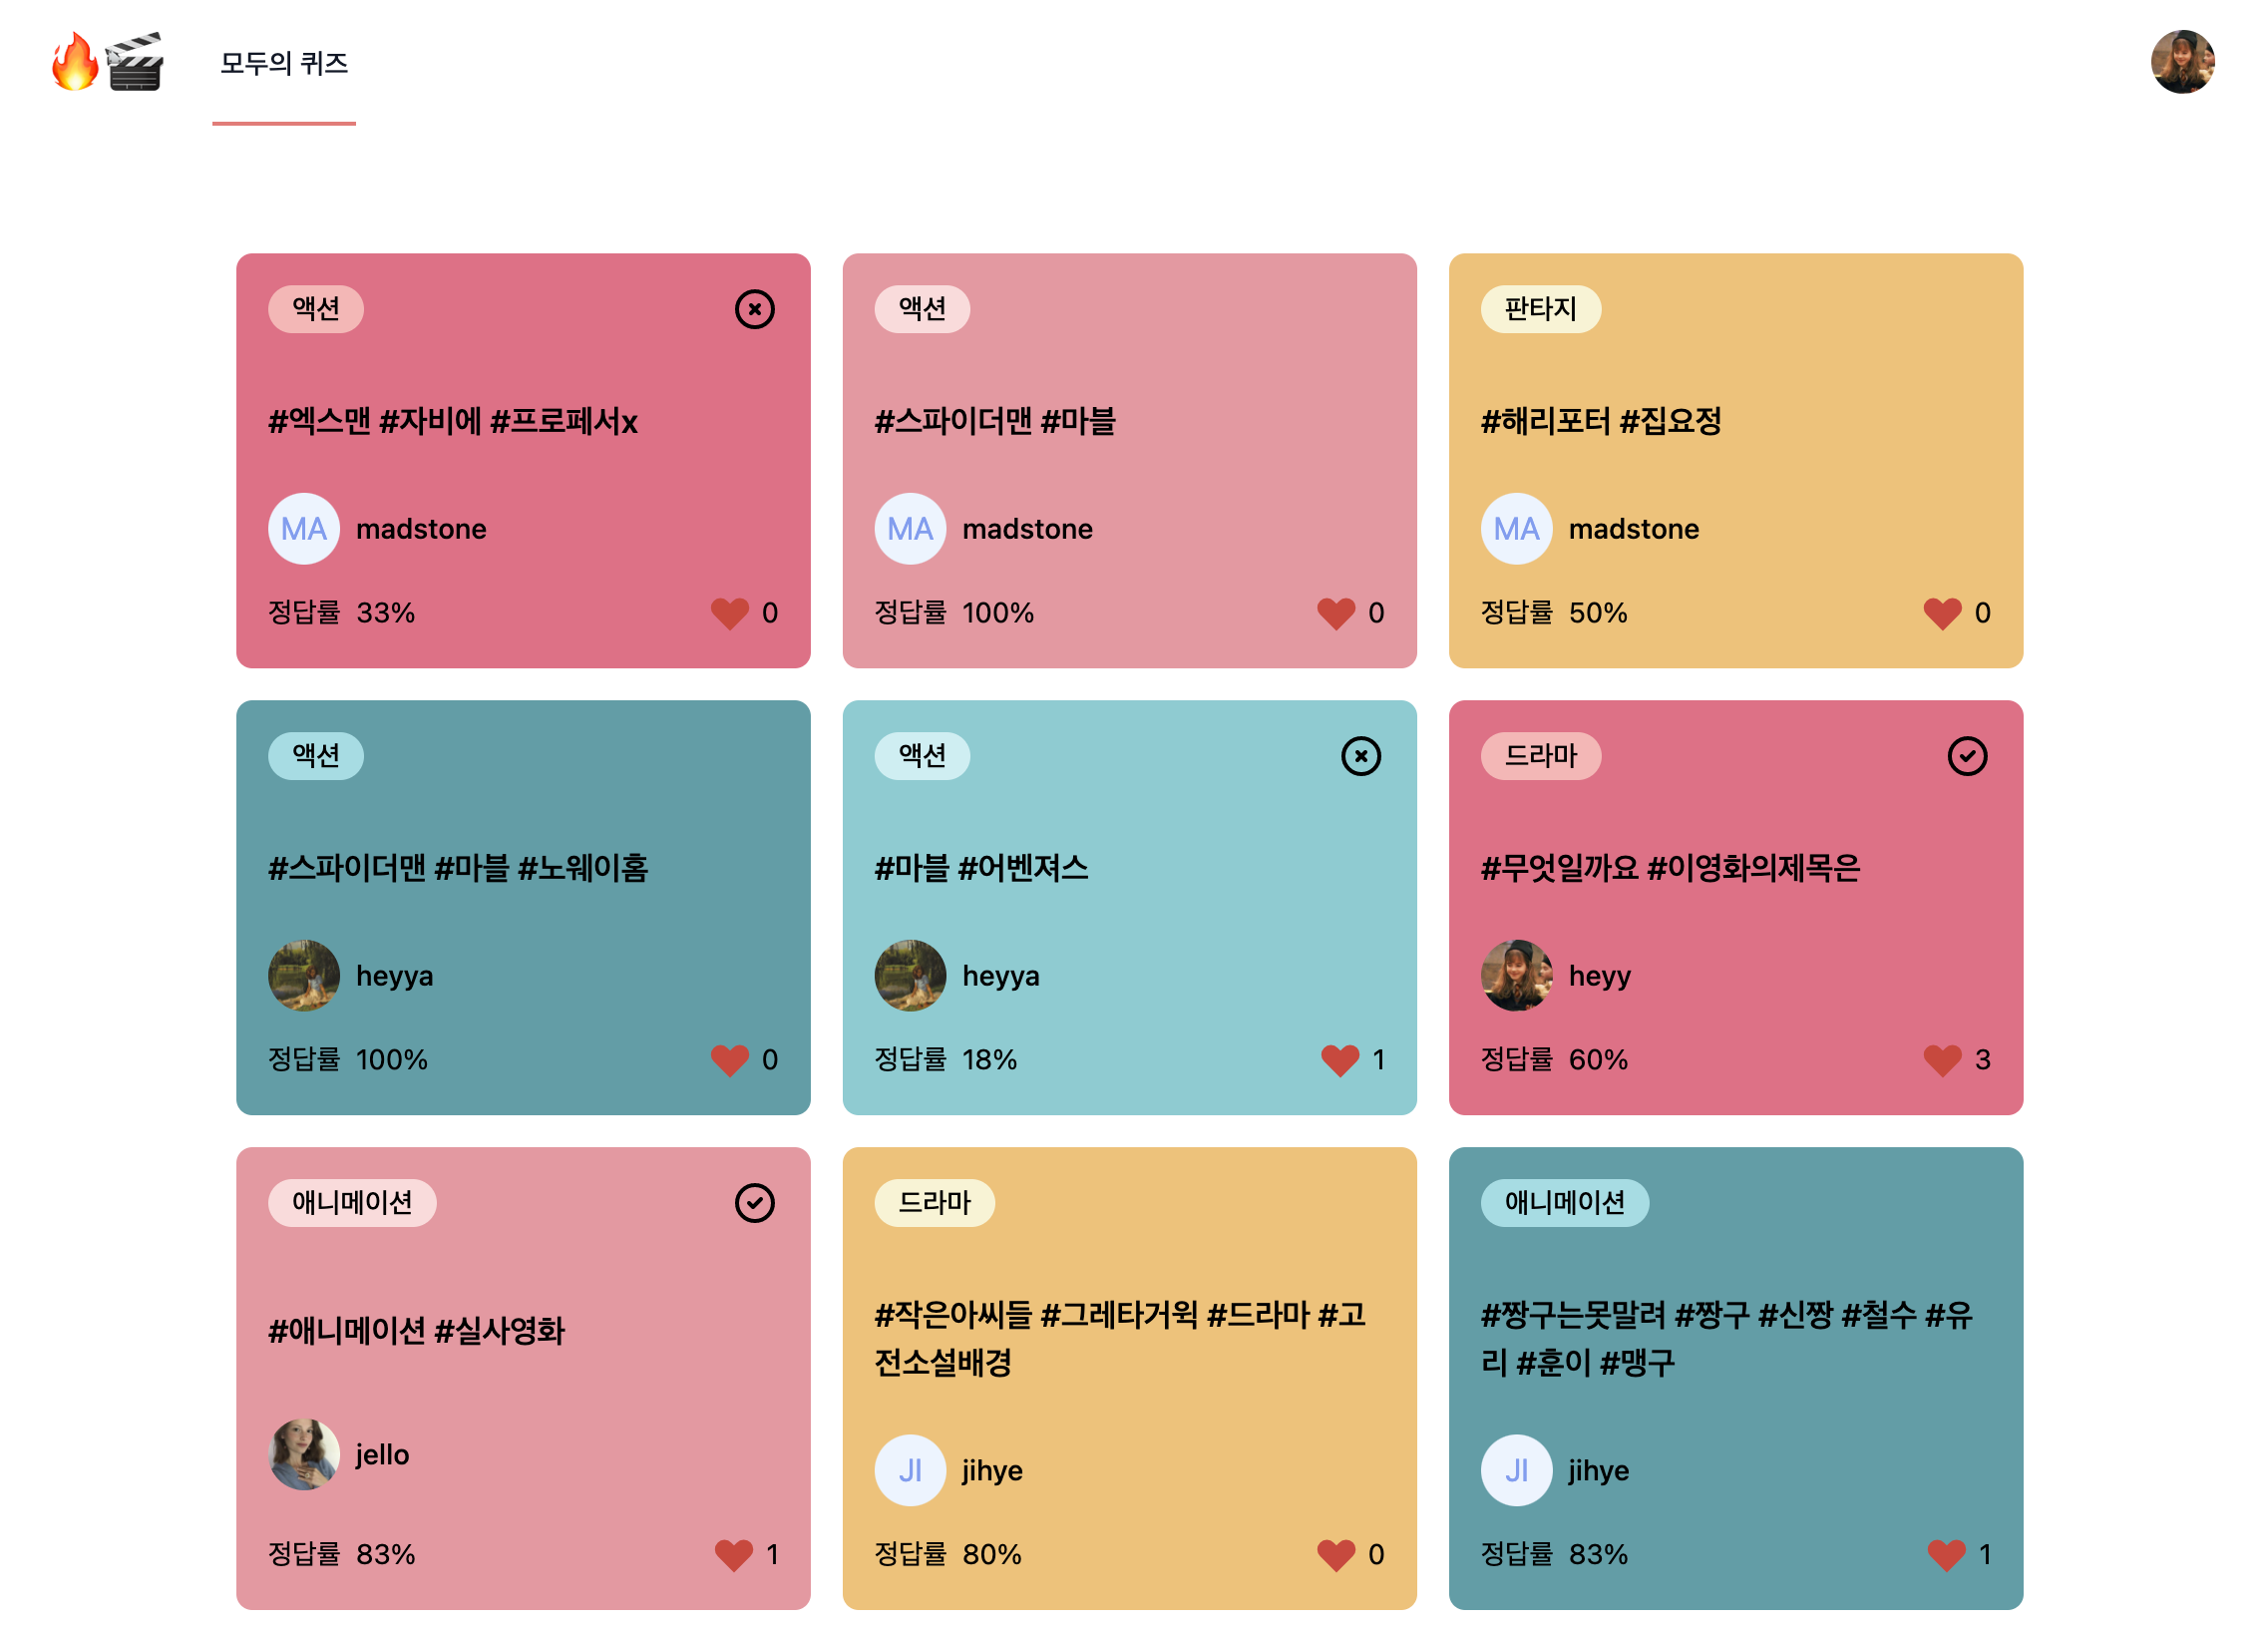 모두의 퀴즈
액션
#엑스맨 #자비에 #프로페서x
MA madstone
정답률 33% 0
액션
#스파이더맨 #마블
MA madstone
정답률 100% 0
판타지
#해리포터 #집요정
MA madstone
정답률 50% 0
액션
#스파이더맨 #마블 #노웨이홈
heyya
정답률 100% 0
액션
#마블 #어벤져스
heyya
정답률 18% 1
드라마
#무엇일까요 #이영화의제목은
heyy
정답률 60% 3
애니메이션
#애니메이션 #실사영화
jello
정답률 83% 1
드라마
#작은아씨들 #그레타거윅 #드라마 #고
전소설배경
JI jihye
정답률 80% 0
애니메이션
#짱구는못말려 #짱구 #신짱 #철수 #유
리 #훈이 #맹구
JI jihye
정답률 83% 1